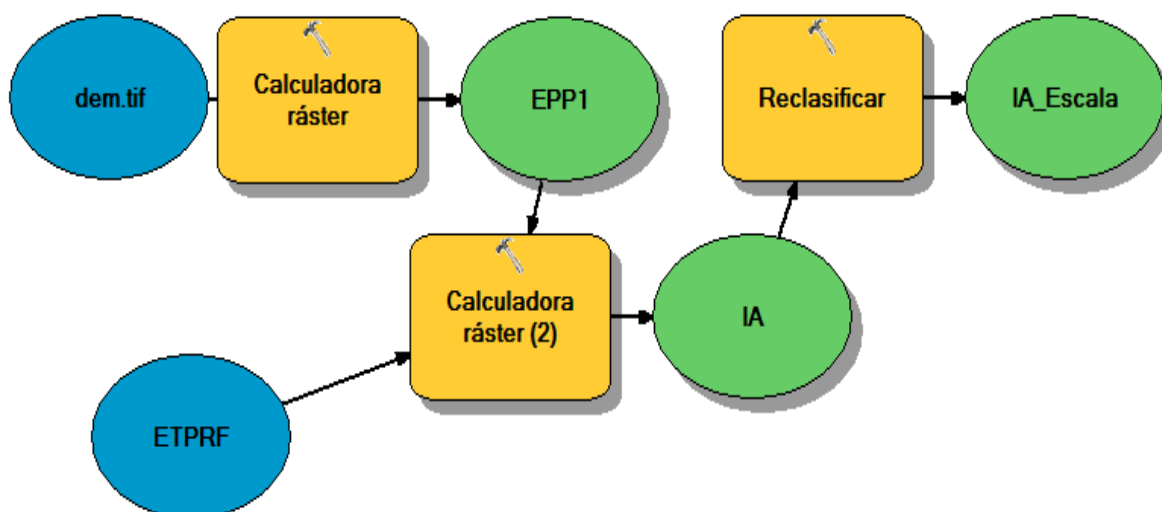 dem.tif
Calculadora
ráster
EPP1
Reclasificar
IA_Escala
Calculadora
ráster (2)
IA
ETPRF